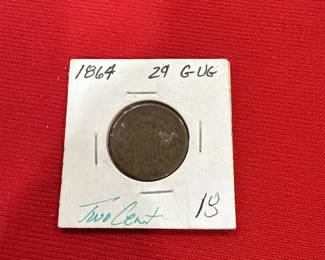 1864 2¢ G-VG
Two Cent 18